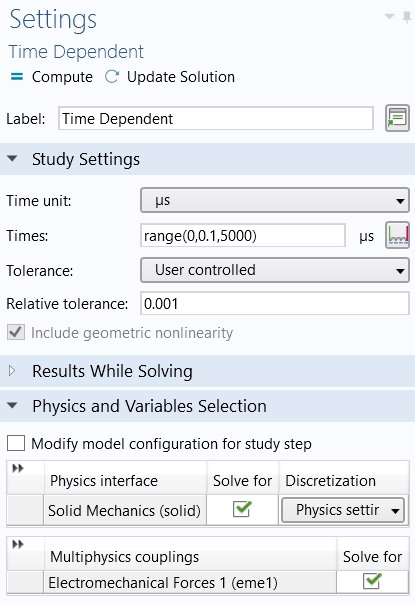 Settings
Time Dependent
= Compute Update Solution
Label: Time Dependent
Study Settings
Time unit: µs
Times: range(0,0.1,5000) µs
Tolerance: User controlled
Relative tolerance: 0.001
Include geometric nonlinearity
Results While Solving
Physics and Variables Selection
Modify model configuration for study step
Physics interface Solve for Discretization
Solid Mechanics (solid) Physics settir
Multiphysics couplings Solve for
Electromechanical Forces 1 (eme1)